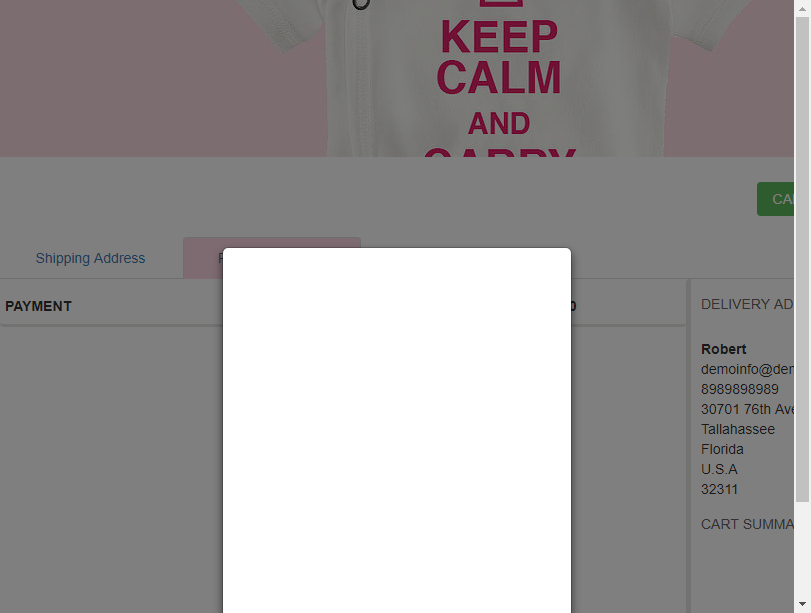 KEEP
CALM
AND
CARRY
Shipping Address
PAYMENT
DELIVERY AD
Robert
demoinfo@der
8989898989
30701 76th Ave
Tallahassee
Florida
U.S.A
32311
CART SUMMA